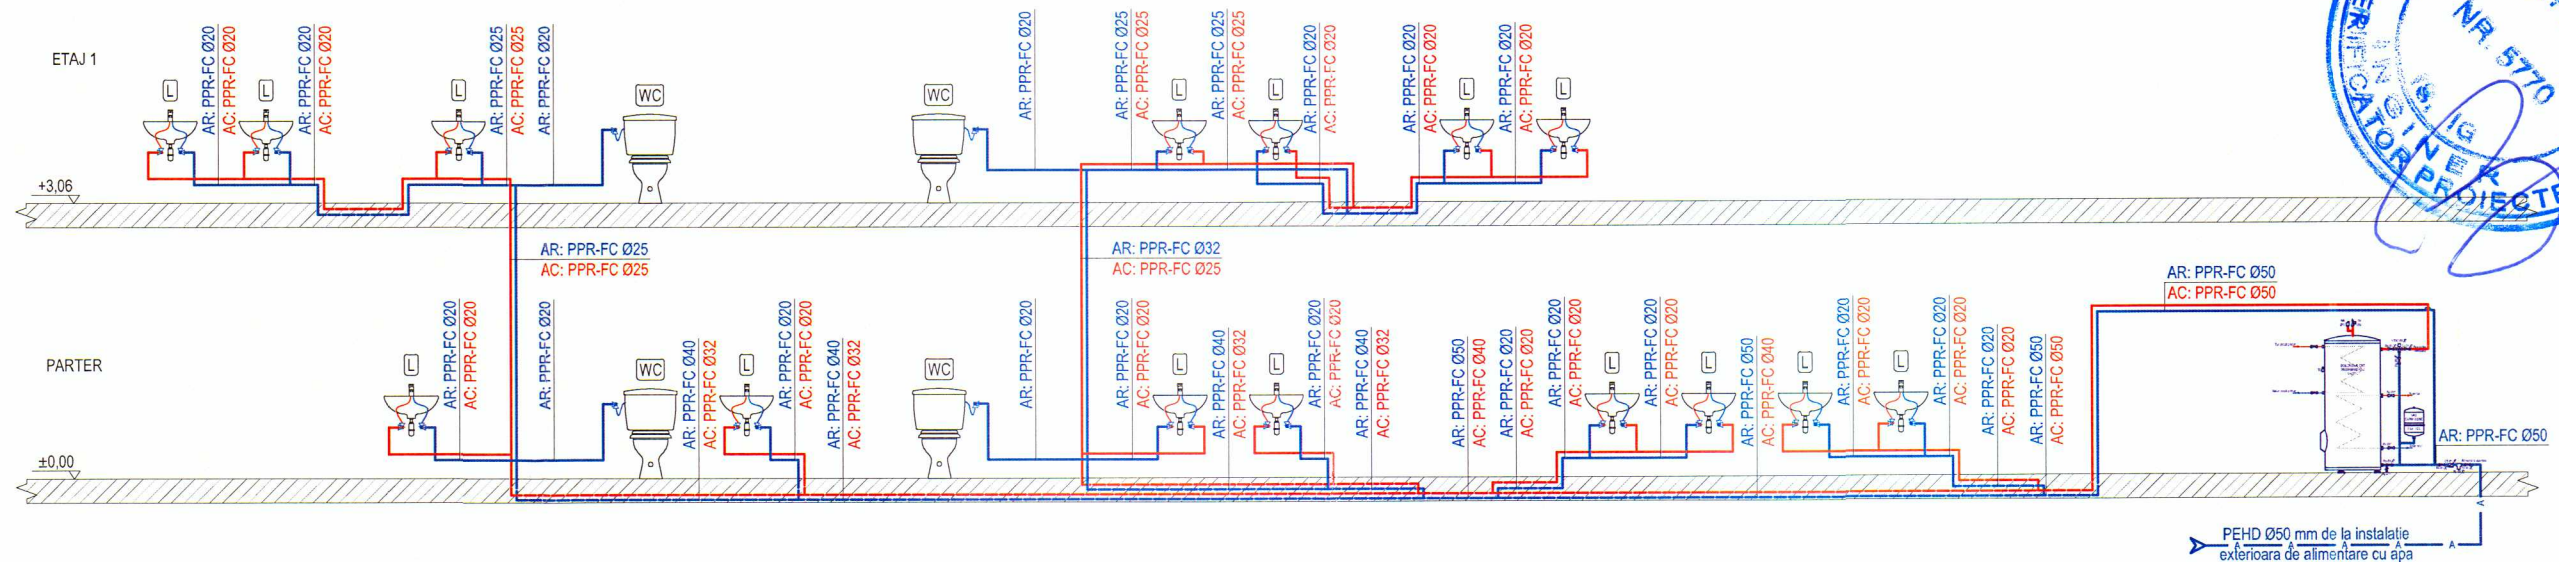 ETAJ 1
L
AR: PPR-FC Ø20
AC: PPR-FC Ø20
L
AR: PPR-FC Ø20
AC: PPR-FC Ø20
L
AR: PPR-FC Ø25
AC: PPR-FC Ø25
AR: PPR-FC Ø20
WC
WC
AR: PPR-FC Ø20
AR: PPR-FC Ø25
AC: PPR-FC Ø25
L
AR: PPR-FC Ø25
AC: PPR-FC Ø25
L
AR: PPR-FC Ø20
AC: PPR-FC Ø20
AR: PPR-FC Ø20
AC: PPR-FC Ø20
L
AR: PPR-FC Ø20
AC: PPR-FC Ø20
L
NR. 5770
INGINER
VERIFICATOR PROIECTE
+3,06
AR: PPR-FC Ø25
AC: PPR-FC Ø25
AR: PPR-FC Ø32
AC: PPR-FC Ø25
AR: PPR-FC Ø50
AC: PPR-FC Ø50
PARTER
L
AR: PPR-FC Ø20
AC: PPR-FC Ø20
AR: PPR-FC Ø20
WC
AR: PPR-FC Ø40
AC: PPR-FC Ø32
L
AR: PPR-FC Ø20
AC: PPR-FC Ø20
AR: PPR-FC Ø40
AC: PPR-FC Ø32
WC
AR: PPR-FC Ø20
AR: PPR-FC Ø20
AC: PPR-FC Ø20
L
AR: PPR-FC Ø40
AC: PPR-FC Ø32
L
AR: PPR-FC Ø20
AC: PPR-FC Ø20
AR: PPR-FC Ø40
AC: PPR-FC Ø32
AR: PPR-FC Ø50
AC: PPR-FC Ø40
AR: PPR-FC Ø20
AC: PPR-FC Ø20
AR: PPR-FC Ø20
AC: PPR-FC Ø20
L
AR: PPR-FC Ø20
AC: PPR-FC Ø20
L
AR: PPR-FC Ø50
AC: PPR-FC Ø40
L
AR: PPR-FC Ø20
AC: PPR-FC Ø20
L
AR: PPR-FC Ø20
AC: PPR-FC Ø20
AR: PPR-FC Ø20
AC: PPR-FC Ø20
AR: PPR-FC Ø50
AC: PPR-FC Ø50
AR: PPR-FC Ø50
±0,00
PEHD Ø50 mm de la instalatie
A A A A A
exterioara de alimentare cu apa
A